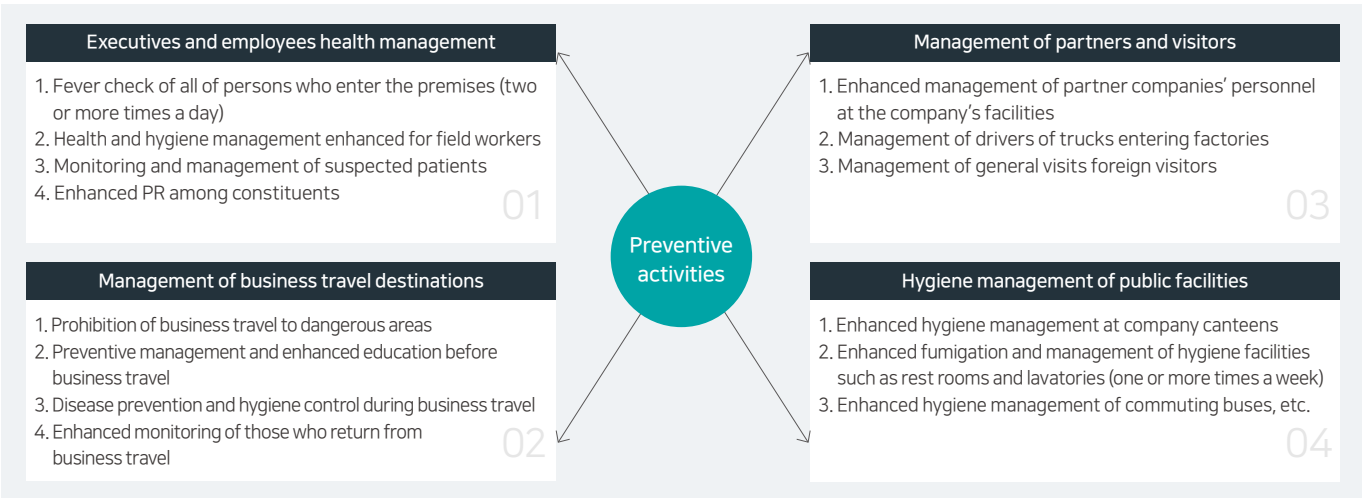 Executives and employees health management
1. Fever check of all of persons who enter the premises (two
or more times a day)
2. Health and hygiene management enhanced for field workers
3. Monitoring and management of suspected patients
4. Enhanced PR among constituents
01
Management of business travel destinations
1. Prohibition of business travel to dangerous areas
2. Preventive management and enhanced education before
business travel
3. Disease prevention and hygiene control during business travel
4. Enhanced monitoring of those who return from
business travel
02
Preventive
activities
Management of partners and visitors
1. Enhanced management of partner companies’ personnel
at the company’s facilities
2. Management of drivers of trucks entering factories
3. Management of general visits foreign visitors
03
Hygiene management of public facilities
1. Enhanced hygiene management at company canteens
2. Enhanced fumigation and management of hygiene facilities
such as rest rooms and lavatories (one or more times a week)
3. Enhanced hygiene management of commuting buses, etc.
04